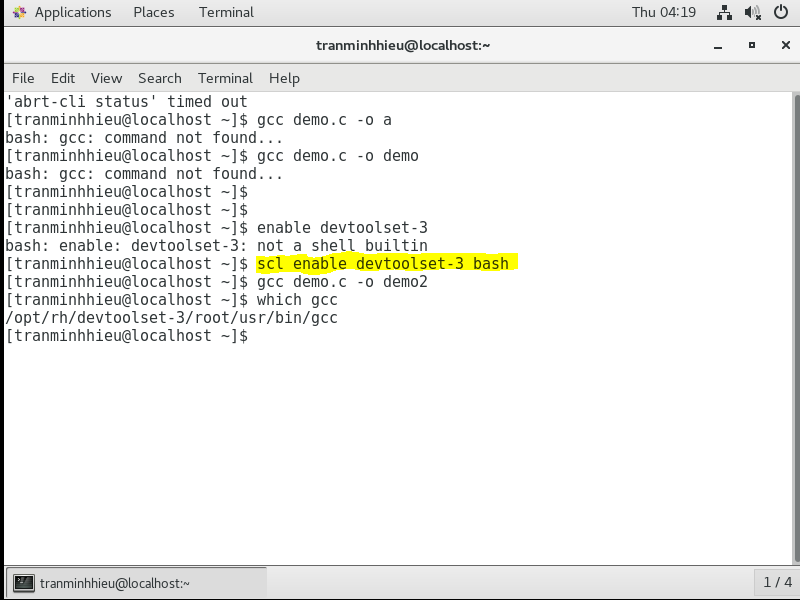 Applications Places Terminal Thu 04:19
tranminhhieu@localhost:~
File Edit View Search Terminal Help
'abrt-cli status' timed out
[tranminhhieu@localhost ~]$ gcc demo.c -o a
bash: gcc: command not found...
[tranminhhieu@localhost ~]$ gcc demo.c -o demo
bash: gcc: command not found...
[tranminhhieu@localhost ~]$
[tranminhhieu@localhost ~]$
[tranminhhieu@localhost ~]$ enable devtoolset-3
bash: enable: devtoolset-3: not a shell builtin
[tranminhhieu@localhost ~]$ scl enable devtoolset-3 bash
[tranminhhieu@localhost ~]$ gcc demo.c -o demo2
[tranminhhieu@localhost ~]$ which gcc
/opt/rh/devtoolset-3/root/usr/bin/gcc
[tranminhhieu@localhost ~]$
tranminhhieu@localhost:~ 1 / 4